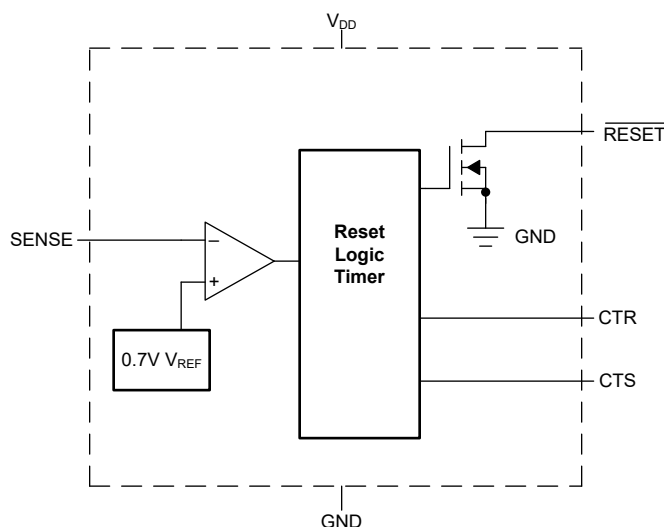 VDD
RESET
GND
SENSE
−
+
Reset
Logic
Timer
0.7V VREF
CTR
CTS
GND